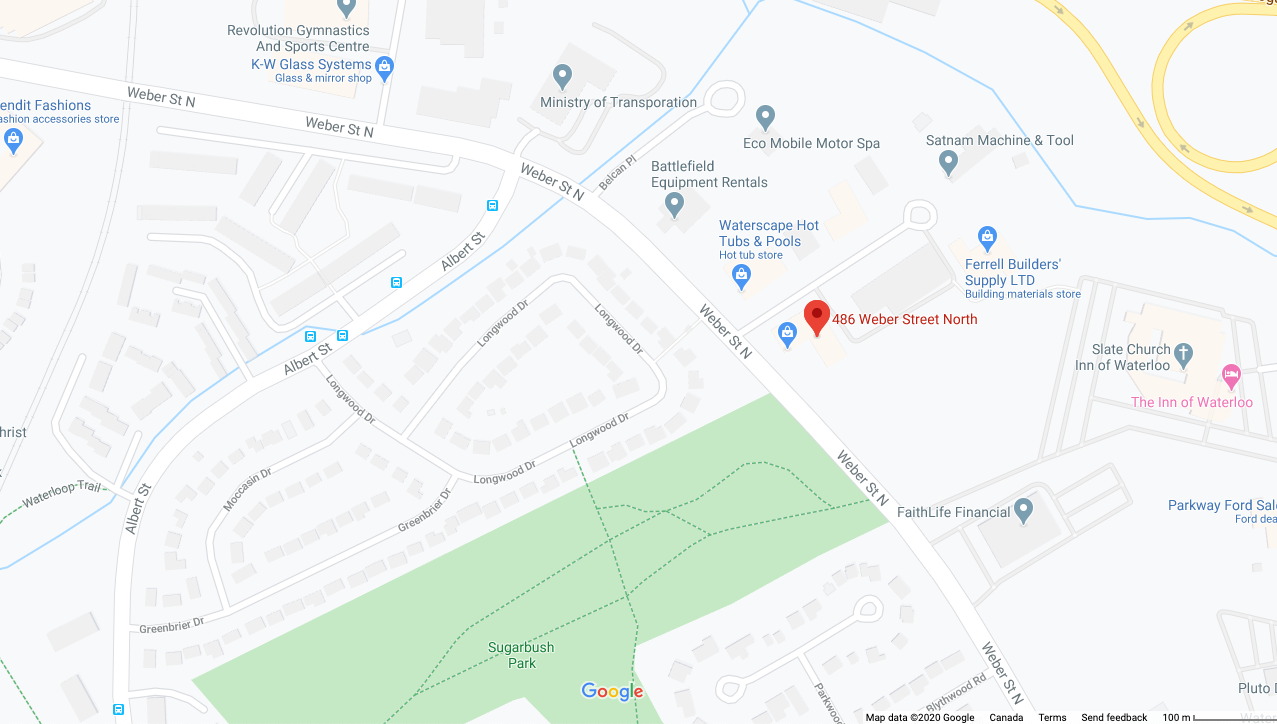 Revolution Gymnastics
And Sports Centre
K-W Glass Systems
Glass & mirror shop
Weber St N
Weber St N
endit Fashions
ashion accessories store
Ministry of Transporation
Eco Mobile Motor Spa
Satnam Machine & Tool
Battlefield
Equipment Rentals
Belcan Pl
Weber St N
Waterscape Hot
Tubs & Pools
Hot tub store
Albert St
Ferrell Builders'
Supply LTD
Building materials store
Longwood Dr
Longwood Dr
Weber St N
486 Weber Street North
Albert St
Slate Church
Inn of Waterloo
The Inn of Waterloo
Longwood Dr
Longwood Dr
hrist
Longwood Dr
Moccasin Dr
Waterloop-Trail
Weber St N
Greenbrier Dr
Albert St
FaithLife Financial
Parkway Ford Sal
Ford dea
Greenbrier Dr
Sugarbush
Park
Weber St N
Blythwood Rd
Parkwoo
Pluto D
Google
Map data ©2020 Google
Canada
Terms
Send feedback
100 m